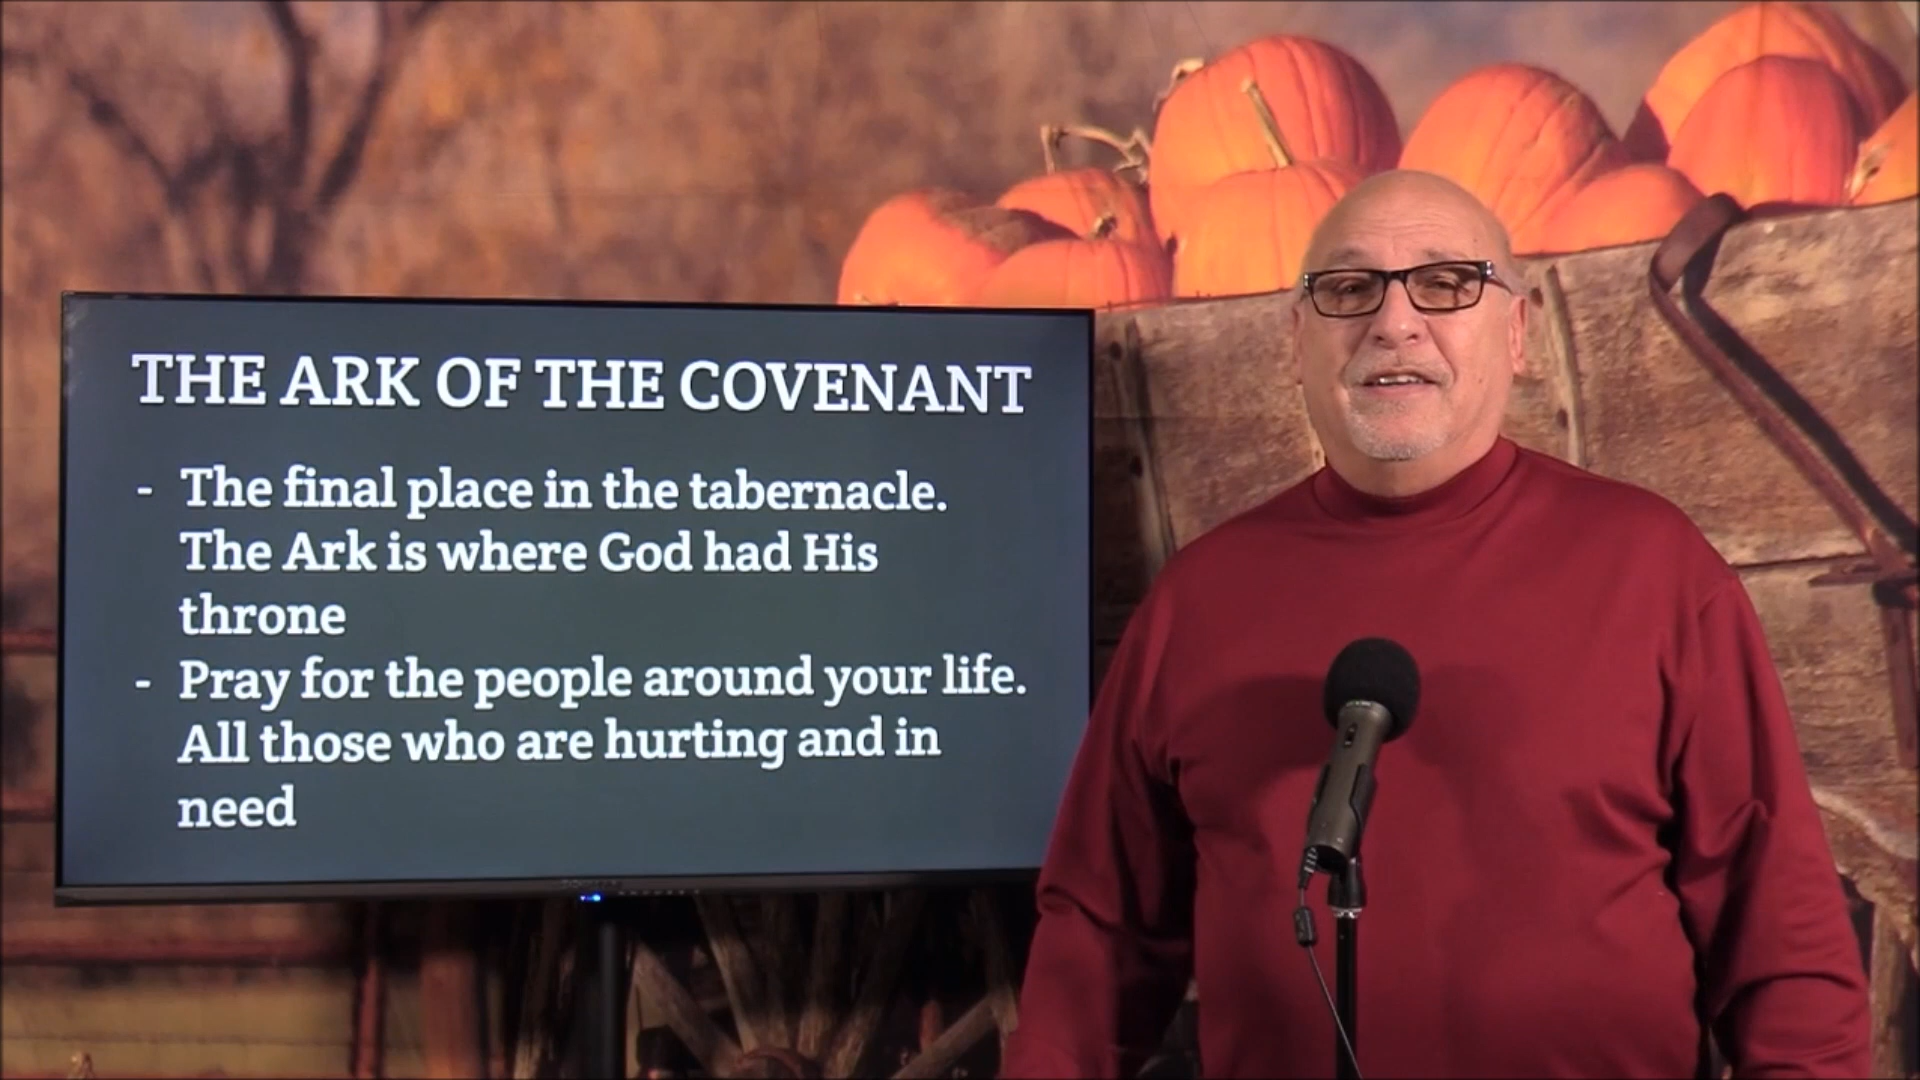 THE ARK OF THE COVENANT
- The final place in the tabernacle.
The Ark is where God had His
throne
- Pray for the people around your life.
All those who are hurting and in
need